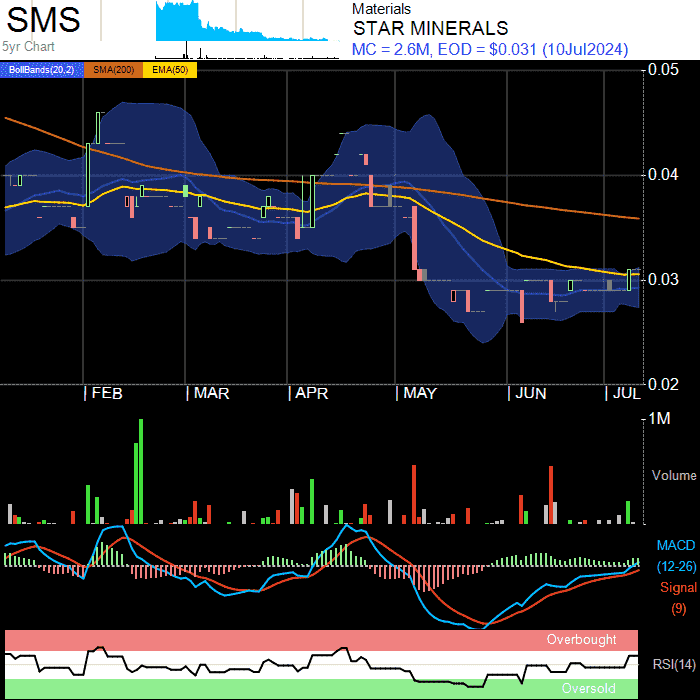 SMS
5yr Chart
Materials
STAR MINERALS
MC = 2.6M, EOD = $0.031 (10Jul2024)
BollBands(20,2) SMA(200) EMA(50)
0.05
0.04
0.03
0.02
FEB MAR APR MAY JUN JUL
1M
Volume
MACD
(12-26)
Signal
(9)
Overbought
RSI(14)
Oversold